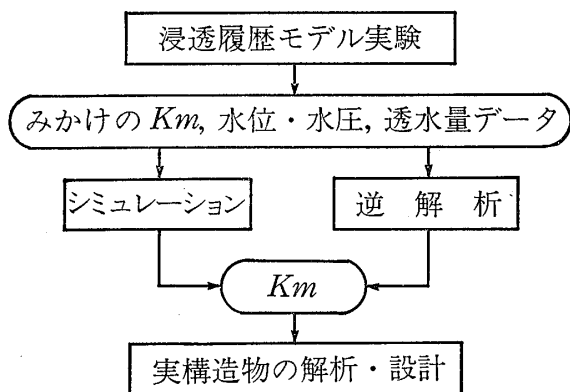 浸透履歴モデル実験
みかけの Km, 水位・水圧, 透水量データ
シミュレーション
逆 解 析
Km
実構造物の解析・設計